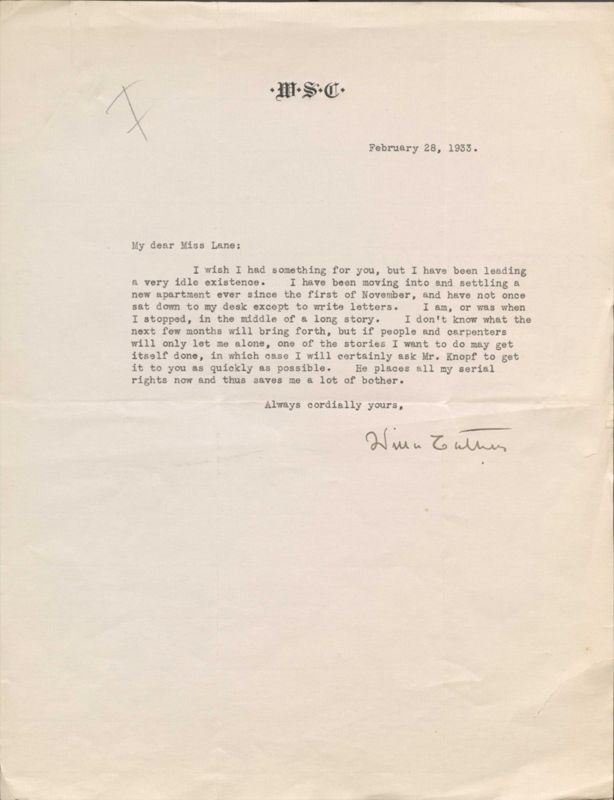 ·W·S·C·
February 28, 1933.
My dear Miss Lane:
I wish I had something for you, but I have been leading
a very idle existence. I have been moving into and settling a
new apartment ever since the first of November, and have not once
sat down to my desk except to write letters. I am, or was when
I stopped, in the middle of a long story. I don't know what the
next few months will bring forth, but if people and carpenters
will only let me alone, one of the stories I want to do may get
itself done, in which case I will certainly ask Mr. Knopf to get
it to you as quickly as possible. He places all my serial
rights now and thus saves me a lot of bother.
Always cordially yours,
Willa Cather